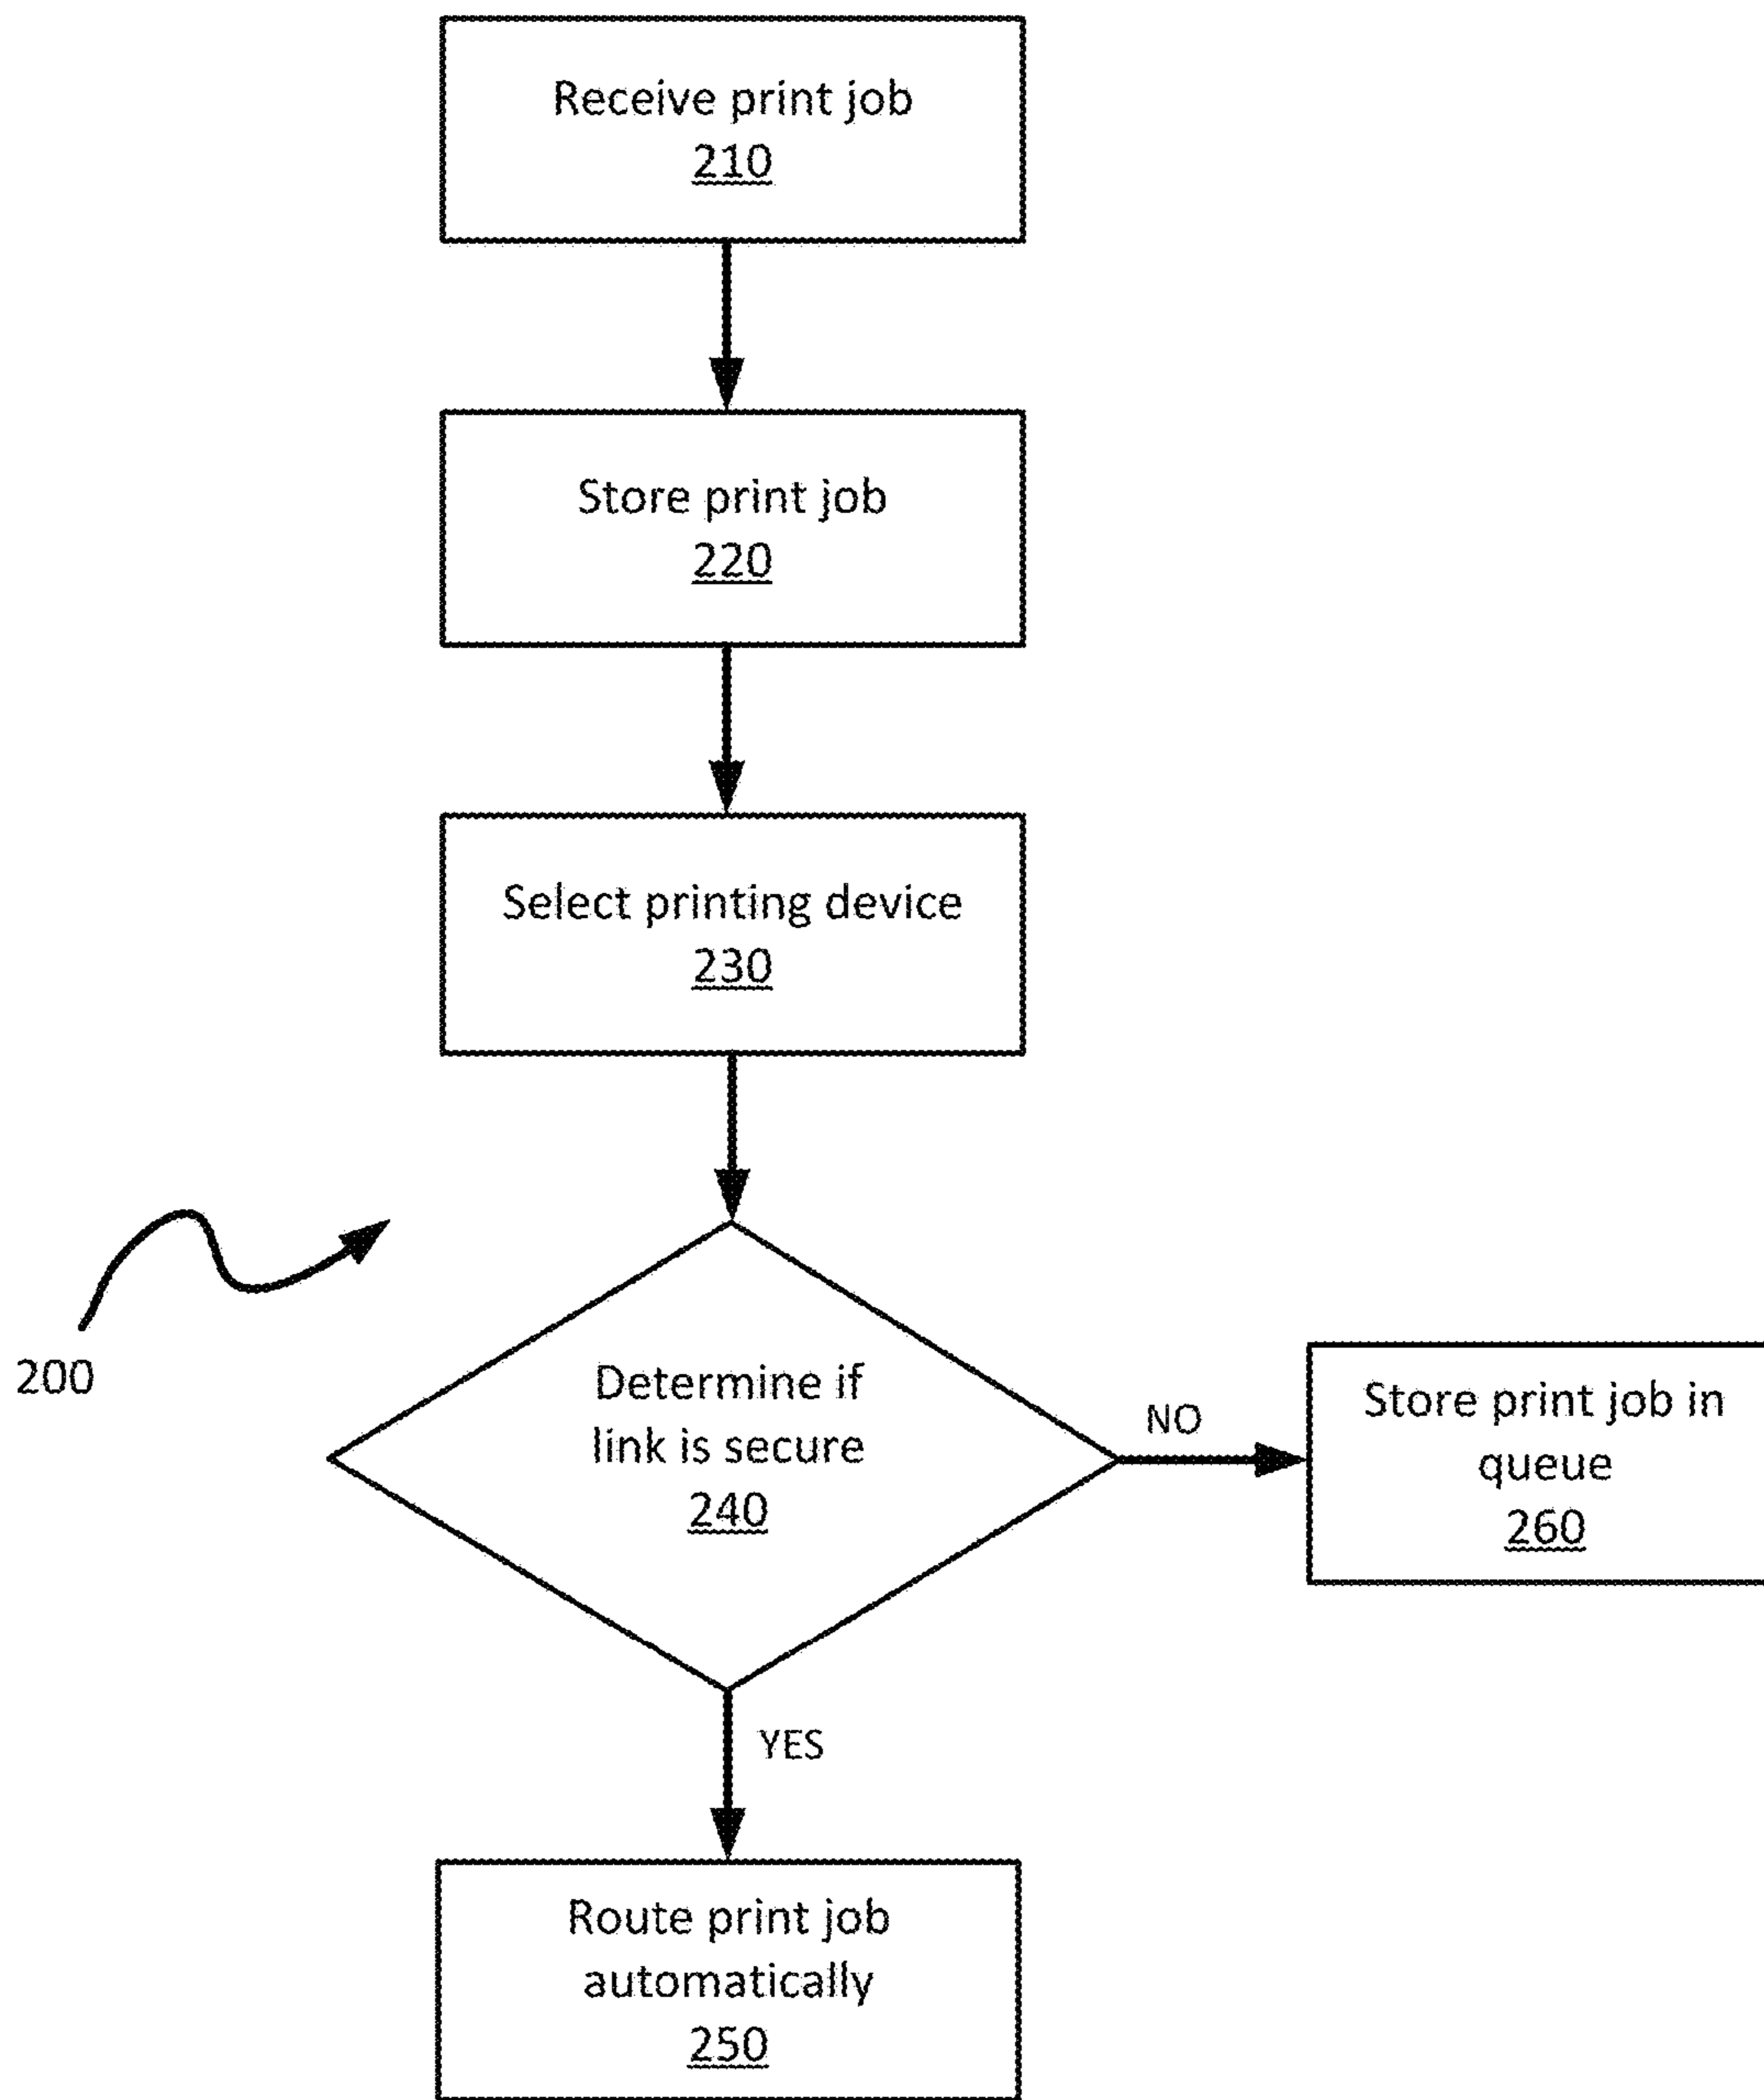 Receive print job
210
Store print job
220
Select printing device
230
200
Determine if
link is secure
240
NO
Store print job in
queue
260
YES
Route print job
automatically
250